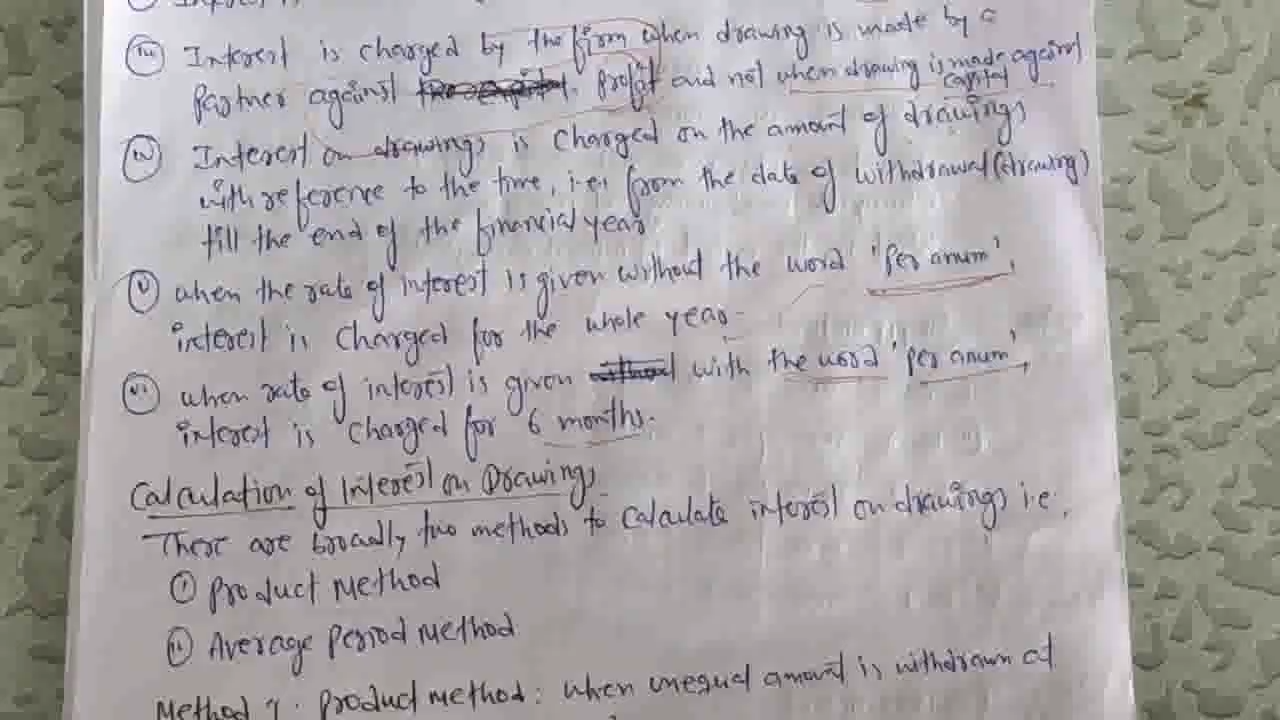 (iii) Interest is charged by the firm when drawing is made by a
Partner against profit and not when drawing is made against capital
(iv) Interest on drawings is charged on the amount of drawings
with reference to the time, i.e. from the date of withdrawal (drawing)
till the end of the financial year
(v) when the rate of interest is given without the word 'per anum',
interest is charged for the whole year.
(vi) when rate of interest is given with the word 'per anum',
interest is charged for 6 months.
Calculation of Interest on Drawings
There are broadly two methods to calculate interest on drawings i.e.
(i) Product Method
(ii) Average Period Method
Method 1. Product method: when unequal amount is withdrawn at